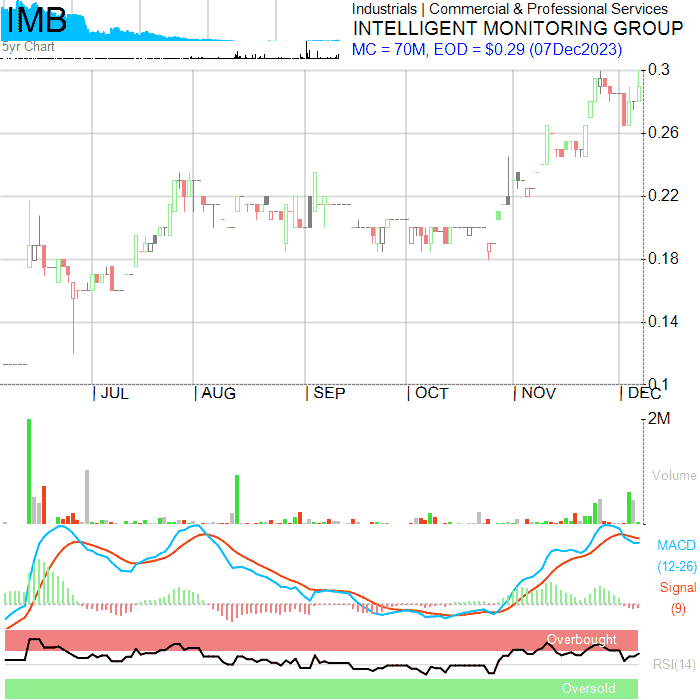 IMB
Industrials | Commercial & Professional Services
INTELLIGENT MONITORING GROUP
MC = 70M, EOD = $0.29 (07Dec2023)
5yr Chart
0.3
0.26
0.22
0.18
0.14
0.1
JUL AUG SEP OCT NOV DEC
2M
Volume
MACD
(12-26)
Signal
(9)
Overbought
RSI(14)
Oversold